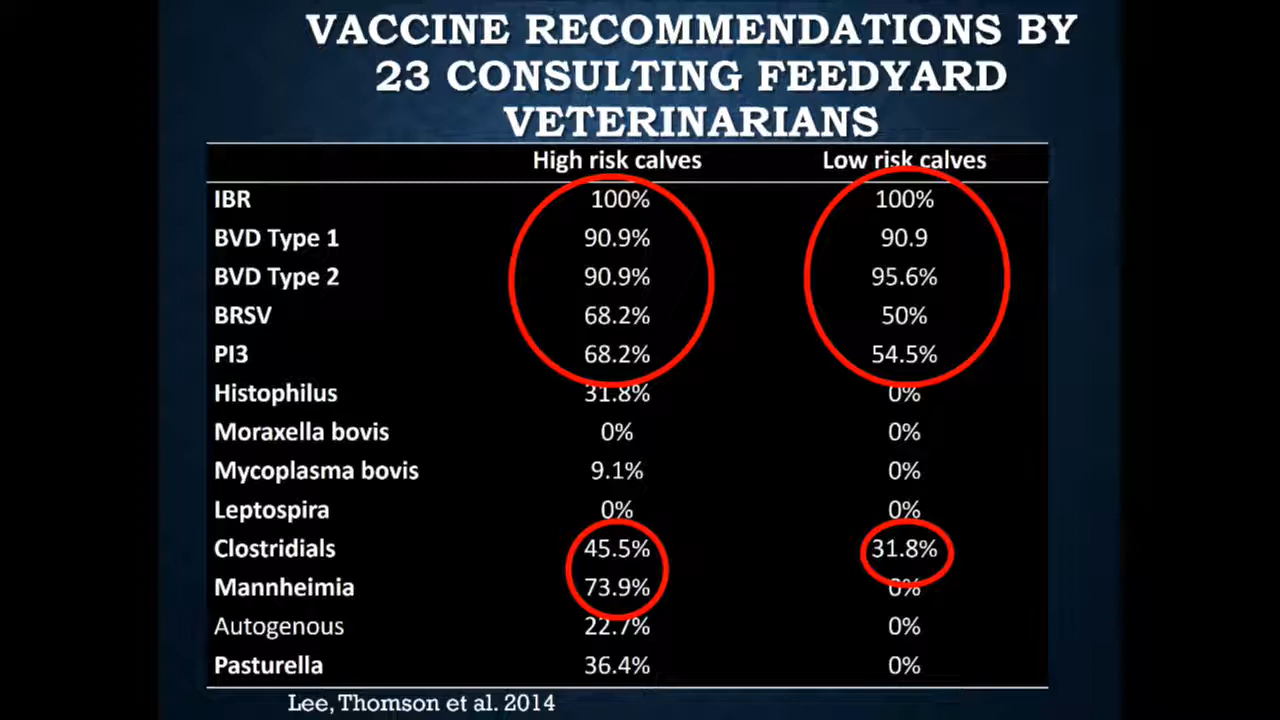 VACCINE RECOMMENDATIONS BY
23 CONSULTING FEEDYARD
VETERINARIANS
High risk calves Low risk calves
IBR 100% 100%
BVD Type 1 90.9% 90.9
BVD Type 2 90.9% 95.6%
BRSV 68.2% 50%
PI3 68.2% 54.5%
Histophilus 31.8% 0%
Moraxella bovis 0% 0%
Mycoplasma bovis 9.1% 0%
Leptospira 0% 0%
Clostridials 45.5% 31.8%
Mannheimia 73.9% 0%
Autogenous 22.7% 0%
Pasturella 36.4% 0%
Lee, Thomson et al. 2014